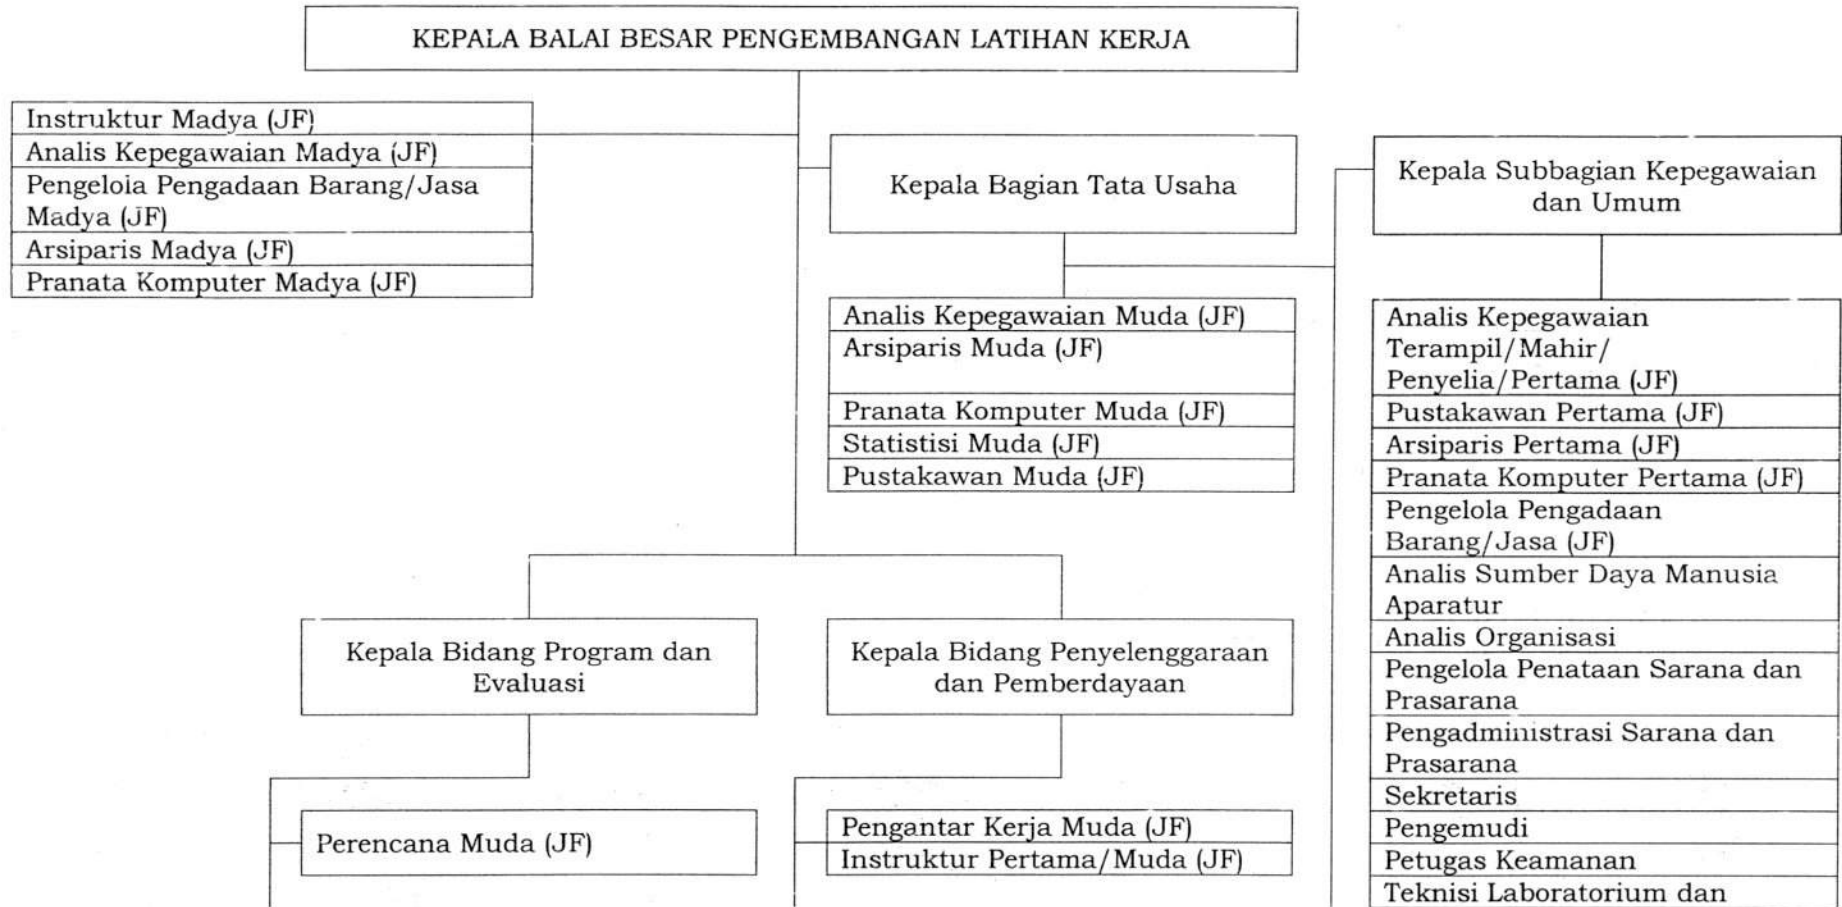 KEPALA BALAI BESAR PENGEMBANGAN LATIHAN KERJA
Instruktur Madya (JF)
Analis Kepegawaian Madya (JF)
Pengeloia Pengadaan Barang/Jasa
Madya (JF)
Arsiparis Madya (JF)
Pranata Komputer Madya (JF)
Kepala Bagian Tata Usaha
Analis Kepegawaian Muda (JF)
Arsiparis Muda (JF)
Pranata Komputer Muda (JF)
Statistisi Muda (JF)
Pustakawan Muda (JF)
Kepala Subbagian Kepegawaian
dan Umum
Analis Kepegawaian
Terampil/Mahir/
Penyelia/Pertama (JF)
Pustakawan Pertama (JF)
Arsiparis Pertama (JF)
Pranata Komputer Pertama (JF)
Pengelola Pengadaan
Barang/Jasa (JF)
Analis Sumber Daya Manusia
Aparatur
Analis Organisasi
Pengelola Penataan Sarana dan
Prasarana
Pengadministrasi Sarana dan
Prasarana
Sekretaris
Pengemudi
Petugas Keamanan
Teknisi Laboratorium dan
Kepala Bidang Program dan
Evaluasi
Perencana Muda (JF)
Kepala Bidang Penyelenggaraan
dan Pemberdayaan
Pengantar Kerja Muda (JF)
Instruktur Pertama/Muda (JF)